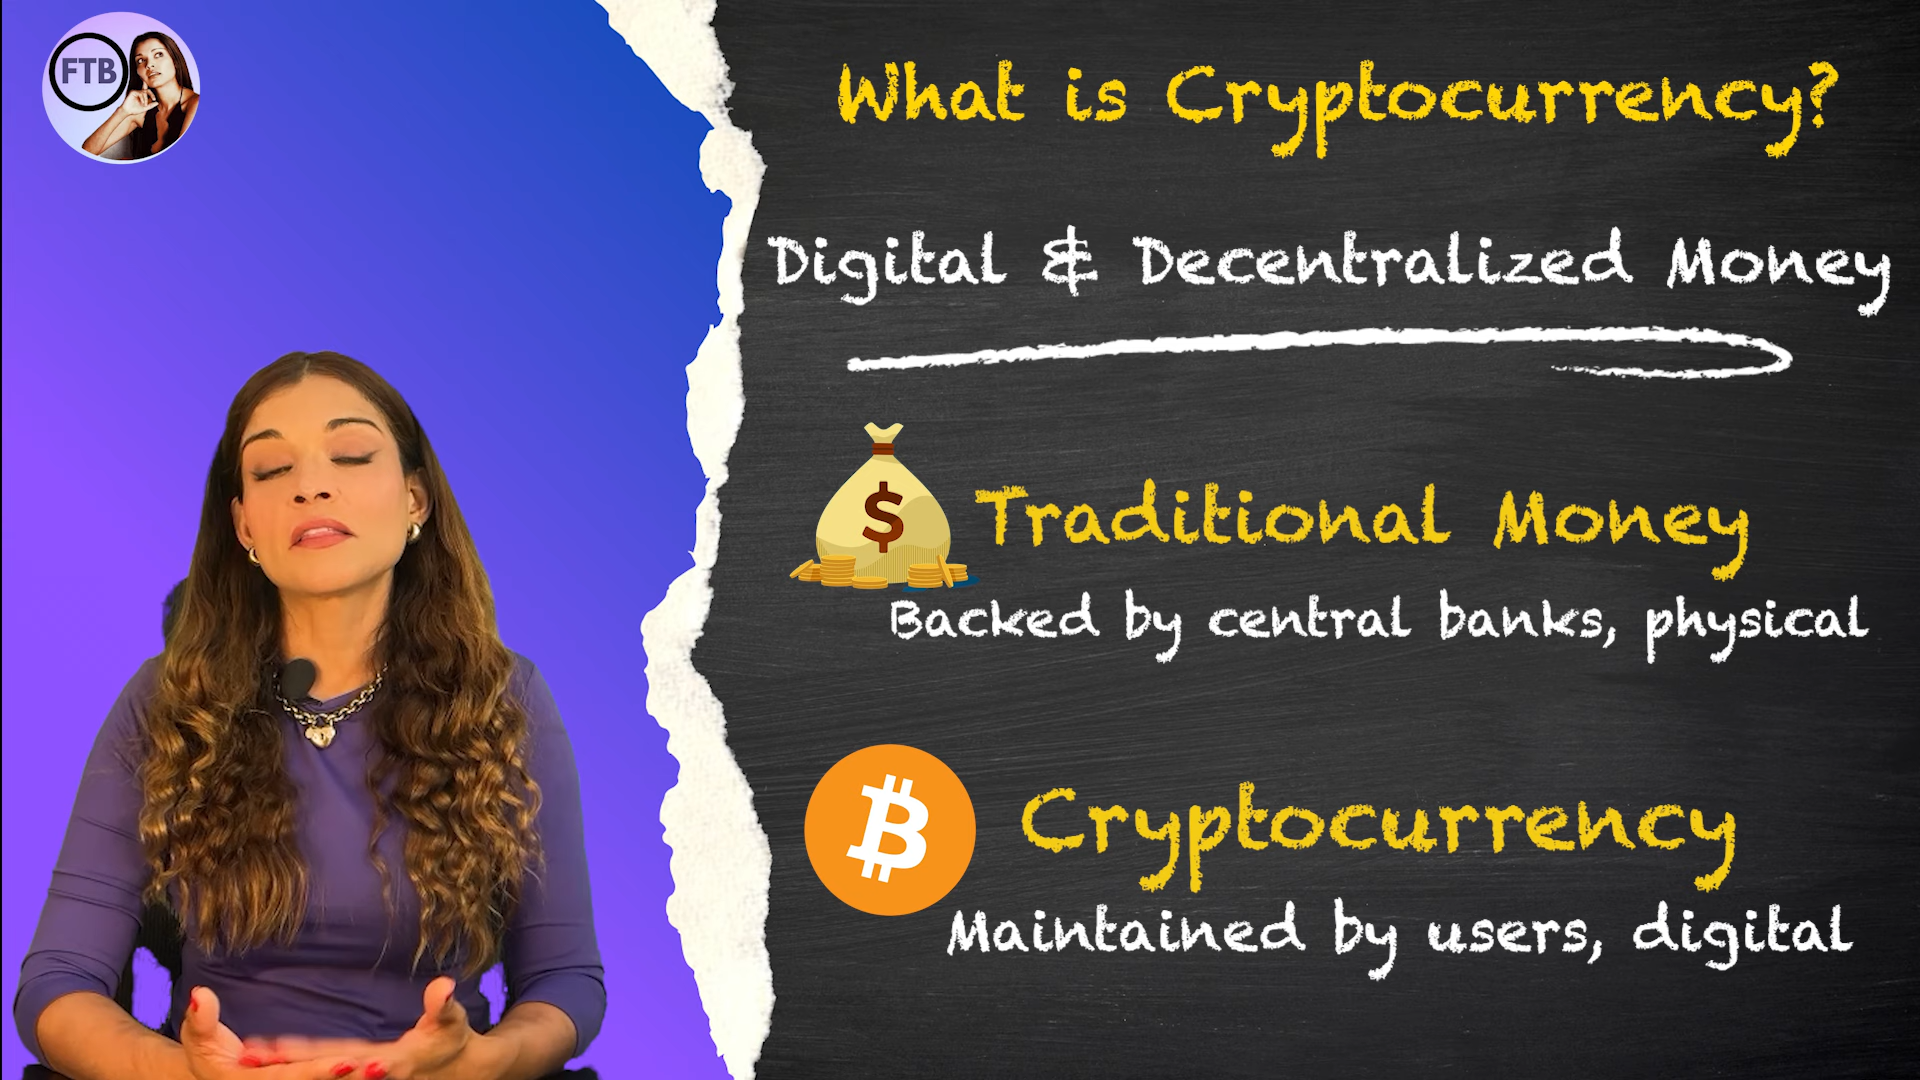 FTB
What is Cryptocurrency?
Digital & Decentralized Money
$
Traditional Money
Backed by central banks, physical
Cryptocurrency
Maintained by users, digital